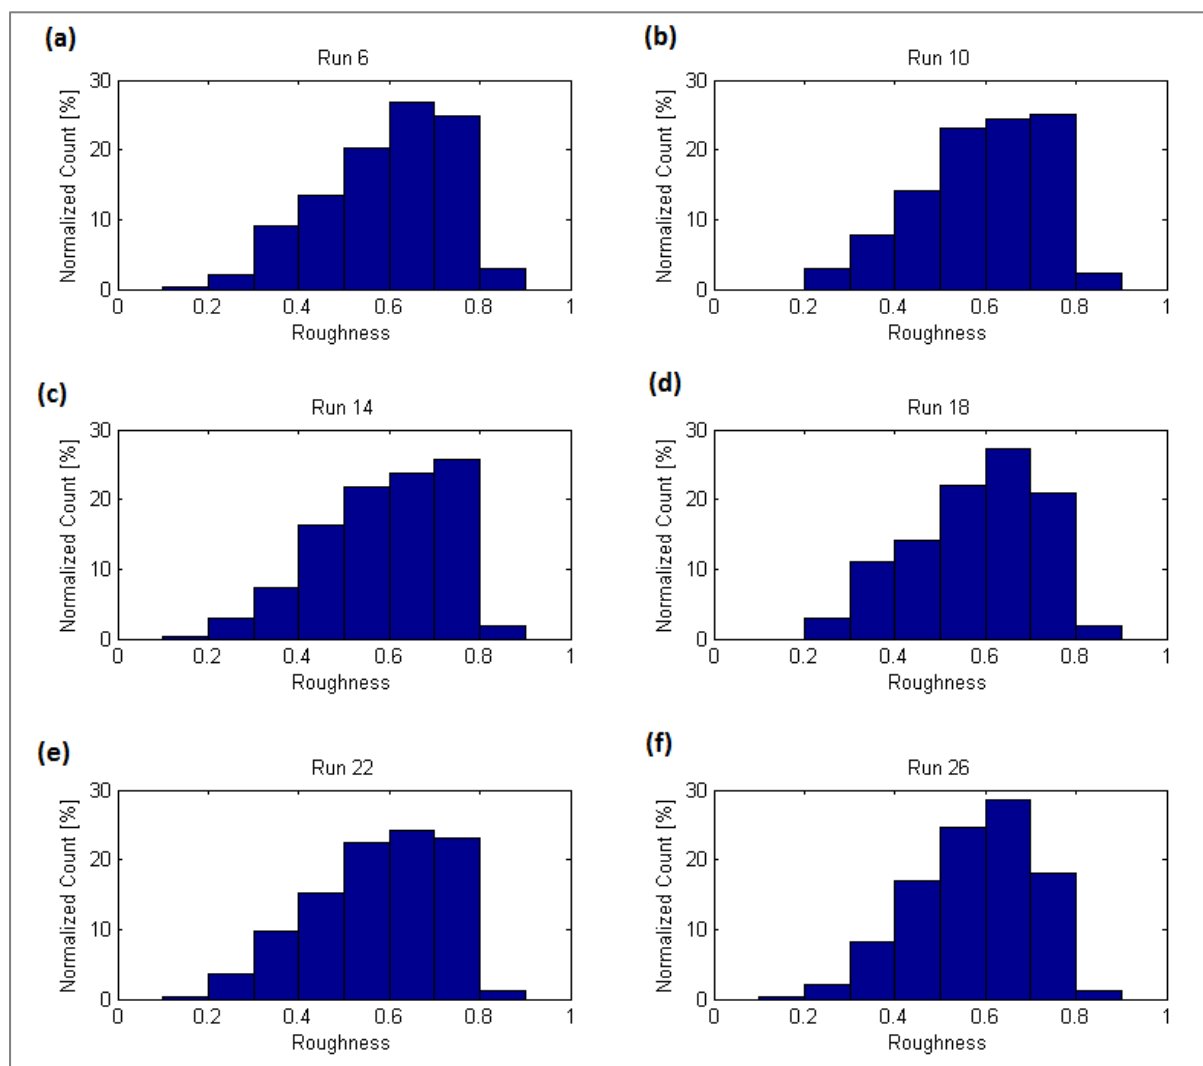 (a)
Run 6
Normalized Count [%]
30
20
10
0
0 0.2 0.4 0.6 0.8 1
Roughness
(b)
Run 10
Normalized Count [%]
30
20
10
0
0 0.2 0.4 0.6 0.8 1
Roughness
(c)
Run 14
Normalized Count [%]
30
20
10
0
0 0.2 0.4 0.6 0.8 1
Roughness
(d)
Run 18
Normalized Count [%]
30
20
10
0
0 0.2 0.4 0.6 0.8 1
Roughness
(e)
Run 22
Normalized Count [%]
30
20
10
0
0 0.2 0.4 0.6 0.8 1
Roughness
(f)
Run 26
Normalized Count [%]
30
20
10
0
0 0.2 0.4 0.6 0.8 1
Roughness